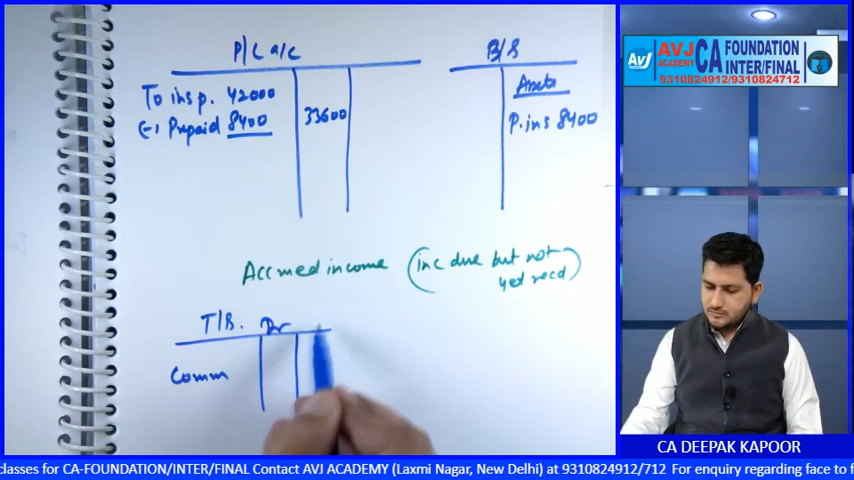 P/L a/c
To ins p. 42000
(-) Prepaid 8400
33600
B/S
Assets
P. ins 8400
Accrued income (inc due but not
yet recd)
T/B. Dr
Comm
AVJ
AVJ
ACADEMY
CA
FOUNDATION
INTER/FINAL
9310824912/9310824712
CA DEEPAK KAPOOR
classes for CA-FOUNDATION/INTER/FINAL Contact AVJ ACADEMY (Laxmi Nagar, New Delhi) at 9310824912/712 For enquiry regarding face to f